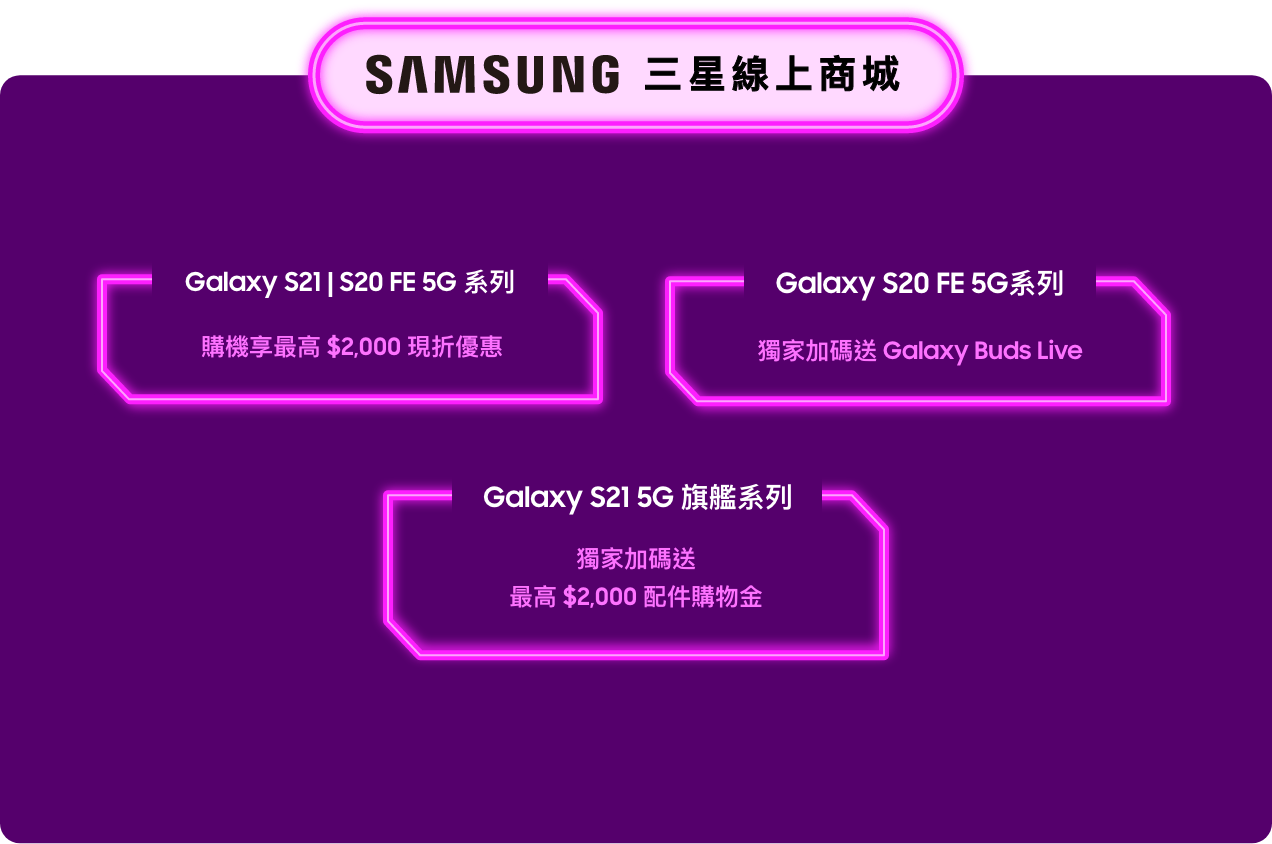 SAMSUNG 三星線上商城
Galaxy S21 | S20 FE 5G 系列
購機享最高 $2,000 現折優惠
Galaxy S20 FE 5G系列
獨家加碼送 Galaxy Buds Live
Galaxy S21 5G 旗艦系列
獨家加碼送
最高 $2,000 配件購物金